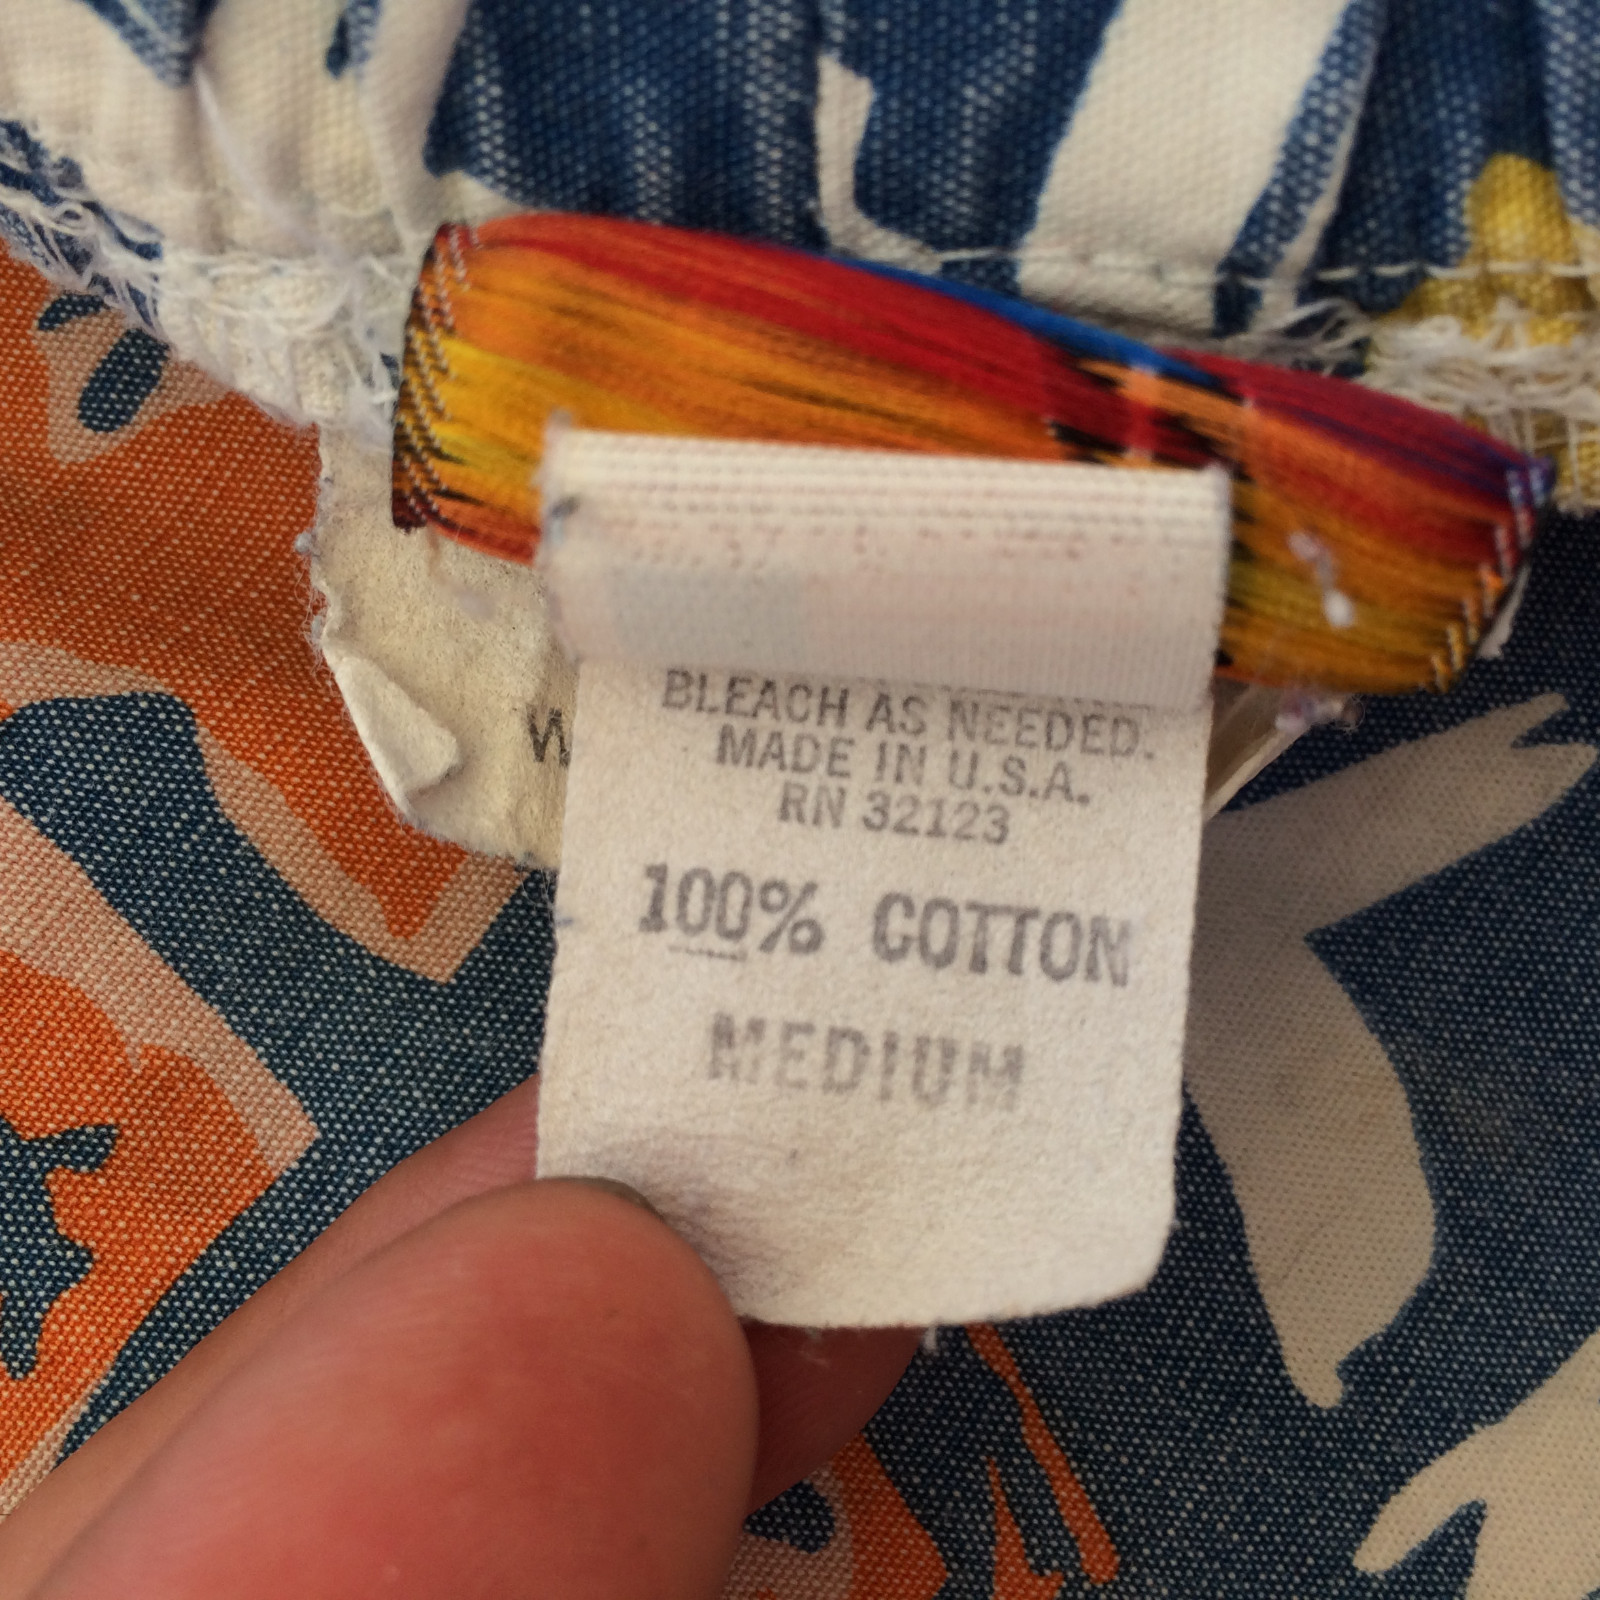 BLEACH AS NEEDED.
MADE IN U.S.A.
RN 32123
100% COTTON
MEDIUM
W